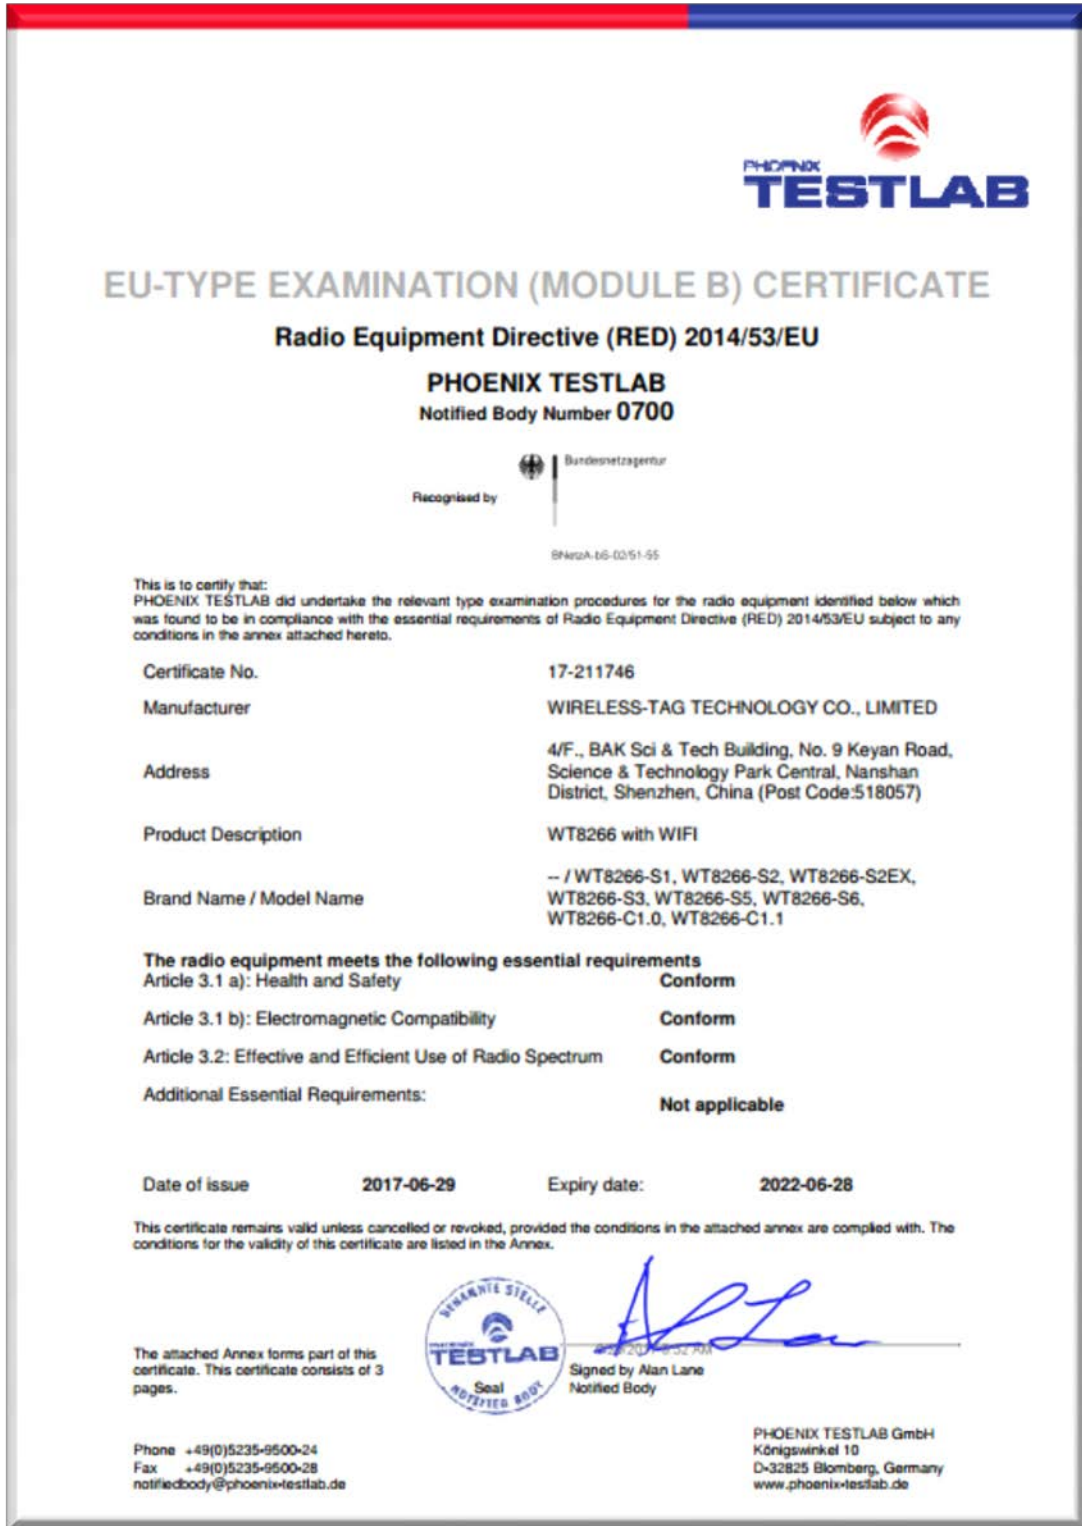 PHOENIX
TESTLAB
EU-TYPE EXAMINATION (MODULE B) CERTIFICATE
Radio Equipment Directive (RED) 2014/53/EU
PHOENIX TESTLAB
Notified Body Number 0700
Bundesnetzagentur
Recognised by
BNetzA-bS-02/51-55
This is to certify that:
PHOENIX TESTLAB did undertake the relevant type examination procedures for the radio equipment identified below which
was found to be in compliance with the essential requirements of Radio Equipment Directive (RED) 2014/53/EU subject to any
conditions in the annex attached hereto.
Certificate No. 17-211746
Manufacturer WIRELESS-TAG TECHNOLOGY CO., LIMITED
Address 4/F., BAK Sci & Tech Building, No. 9 Keyan Road,
Science & Technology Park Central, Nanshan
District, Shenzhen, China (Post Code:518057)
Product Description WT8266 with WIFI
Brand Name / Model Name -- / WT8266-S1, WT8266-S2, WT8266-S2EX,
WT8266-S3, WT8266-S5, WT8266-S6,
WT8266-C1.0, WT8266-C1.1
The radio equipment meets the following essential requirements
Article 3.1 a): Health and Safety Conform
Article 3.1 b): Electromagnetic Compatibility Conform
Article 3.2: Effective and Efficient Use of Radio Spectrum Conform
Additional Essential Requirements: Not applicable
Date of issue 2017-06-29 Expiry date: 2022-06-28
This certificate remains valid unless cancelled or revoked, provided the conditions in the attached annex are complied with. The
conditions for the validity of this certificate are listed in the Annex.
BENANNTE STELLE
PHOENIX
TESTLAB
Seal
NOTIFIED BODY
The attached Annex forms part of this
certificate. This certificate consists of 3
pages.
Signed by Alan Lane
Notified Body
Phone +49(0)5235-9500-24
Fax +49(0)5235-9500-28
notifiedbody@phoenix-testlab.de
PHOENIX TESTLAB GmbH
Königswinkel 10
D-32825 Blomberg, Germany
www.phoenix-testlab.de